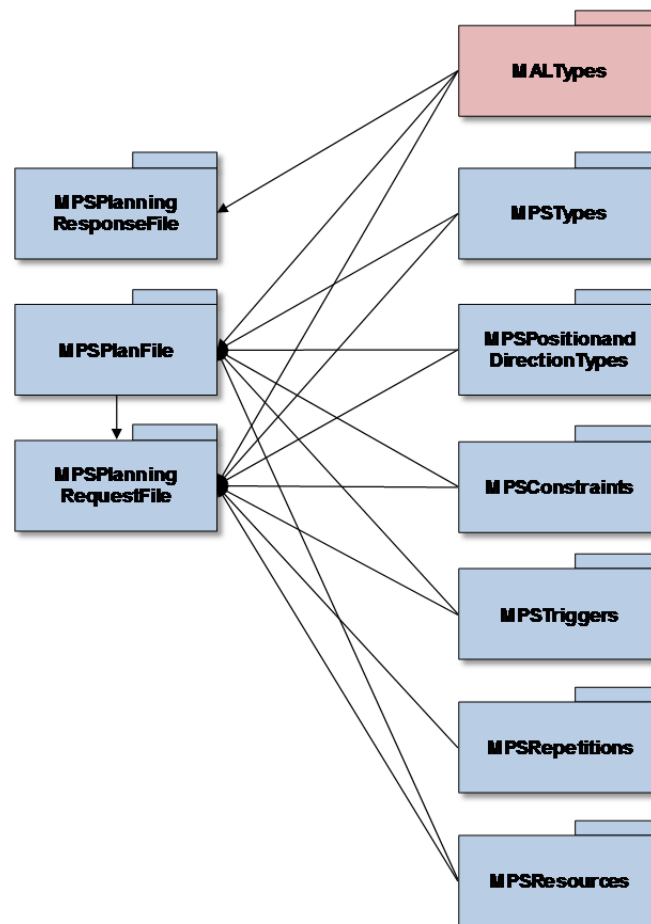 MALTypes
MPSPlanning
ResponseFile
MPSTypes
MPSPlanFile
MPSPositionand
DirectionTypes
MPSPlanning
RequestFile
MPSConstraints
MPSTriggers
MPSRepetitions
MPSResources